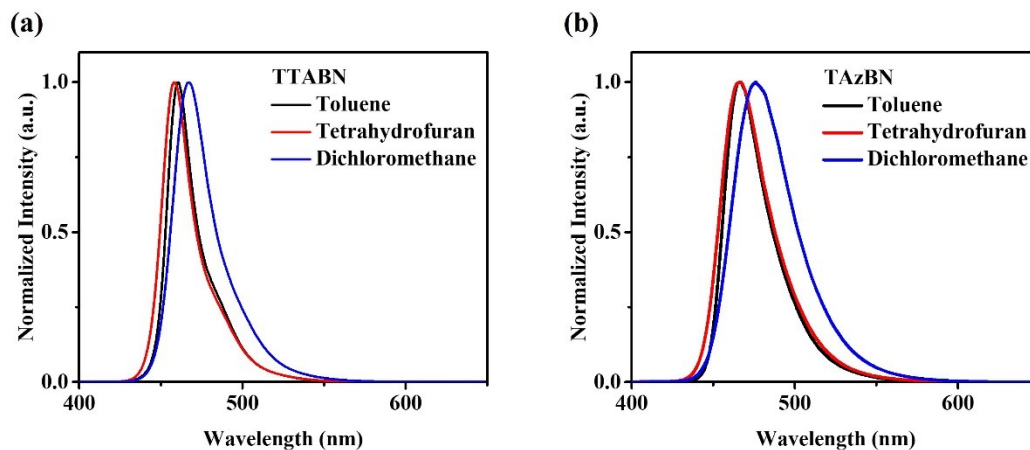 (a)
TTABN
Toluene
Tetrahydrofuran
Dichloromethane
Normalized Intensity (a.u.)
1.0
0.5
0.0
400
500
600
Wavelength (nm)
(b)
TAzBN
Toluene
Tetrahydrofuran
Dichloromethane
Normalized Intensity (a.u.)
1.0
0.5
0.0
400
500
600
Wavelength (nm)